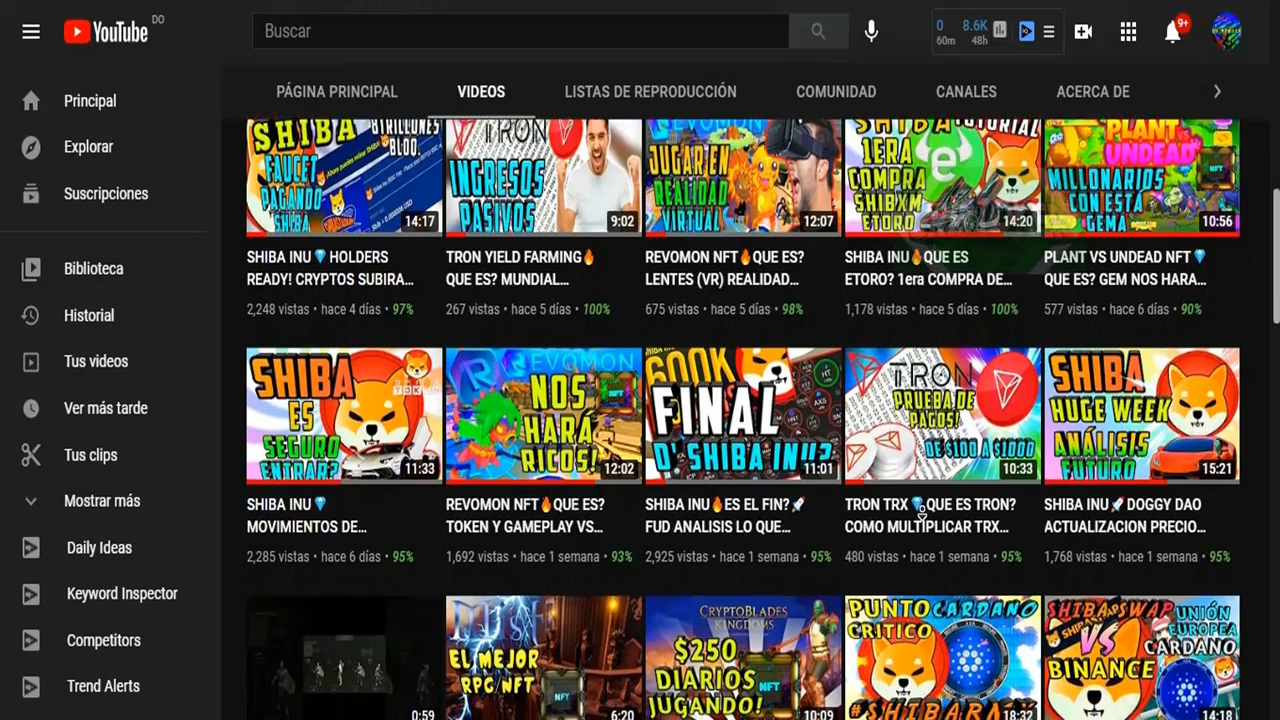 YouTube DO
Buscar
0 60m
8.6K 48h
9+
Principal
Explorar
Suscripciones
Biblioteca
Historial
Tus videos
Ver más tarde
Tus clips
Mostrar más
Daily Ideas
Keyword Inspector
Competitors
Trend Alerts
PÁGINA PRINCIPAL
VIDEOS
LISTAS DE REPRODUCCIÓN
COMUNIDAD
CANALES
ACERCA DE
SHIBA
8TRILLONES
BLOQ.
FAUCET
PAGANDO
SHIBA
14:17
SHIBA INU💎HOLDERS
READY! CRYPTOS SUBIRA...
2,248 vistas • hace 4 días • 97%
TRON
INGRESOS
PASIVOS
9:02
TRON YIELD FARMING🔥
QUE ES? MUNDIAL...
267 vistas • hace 5 días • 100%
REVOMON
JUGAR EN
REALIDAD
VIRTUAL
12:07
REVOMON NFT🔥QUE ES?
LENTES (VR) REALIDAD...
675 vistas • hace 5 días • 98%
SHIBA TUTORIAL
1ERA
COMPRA
SHIBXM
ETORO
14:20
SHIBA INU🔥QUE ES
ETORO? 1era COMPRA DE...
1,178 vistas • hace 5 días • 100%
PLANT
UNDEAD
MILLONARIOS
CON ESTA
GEMA
NFT
10:56
PLANT VS UNDEAD NFT💎
QUE ES? GEM NOS HARA...
577 vistas • hace 6 días • 90%
SHIBA
ES
SEGURO
ENTRAR?
11:33
SHIBA INU💎
MOVIMIENTOS DE...
2,285 vistas • hace 6 días • 95%
REVOMON
NOS
HARÁ
RICOS!
NFT
12:02
REVOMON NFT🔥QUE ES?
TOKEN Y GAMEPLAY VS...
1,692 vistas • hace 1 semana • 93%
600K
FINAL
D' SHIBA IN"?
11:01
SHIBA INU🔥ES EL FIN?🚀
FUD ANALISIS LO QUE...
2,925 vistas • hace 1 semana • 95%
TRON
PRUEBA DE
PAGOS!
DE $100 A $1000
10:33
TRON TRX💎QUE ES TRON?
COMO MULTIPLICAR TRX...
480 vistas • hace 1 semana • 95%
SHIBA
HUGE WEEK
ANÁLISIS
FUTURO
15:21
SHIBA INU🚀DOGGY DAO
ACTUALIZACION PRECIO...
1,768 vistas • hace 1 semana • 95%
0:59
EL MEJOR
RPG/NFT
NFT
6:20
CRYPTOBLADES
KINGDOMS
$250
DIARIOS
JUGANDO!
NFT
10:09
PUNTO CARDANO
CRITICO
18:32
SHIBASWAP
VS
BINANCE
UNIÓN
EUROPEA
CARDANO
14:18